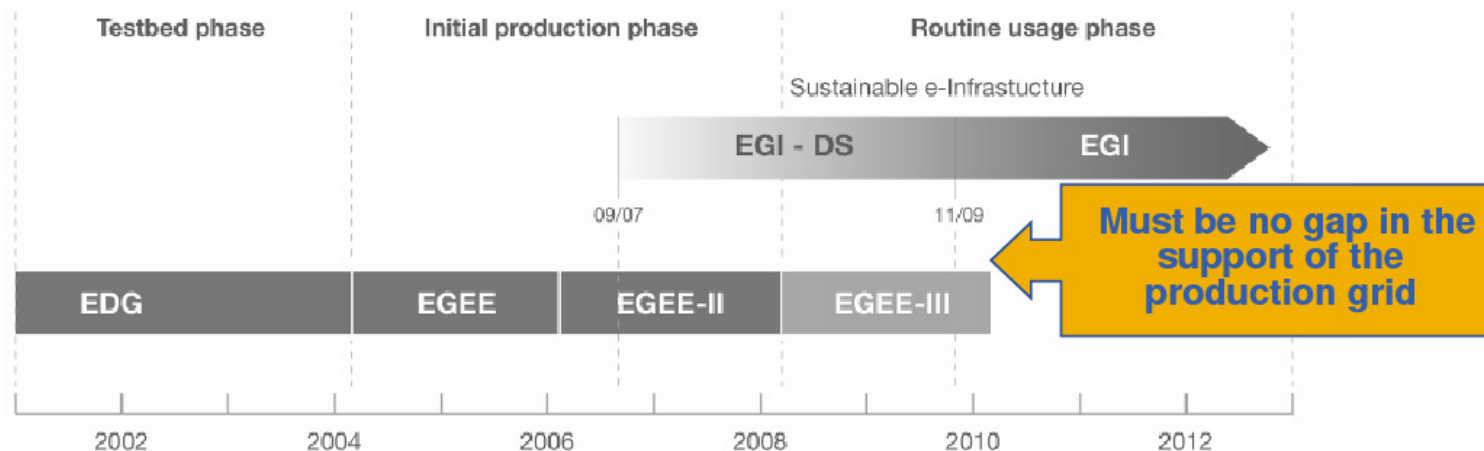 Testbed phase
Initial production phase
Routine usage phase
Sustainable e-Infrastucture
EGI - DS
EGI
09/07
11/09
Must be no gap in the
support of the
production grid
EDG
EGEE
EGEE-II
EGEE-III
2002
2004
2006
2008
2010
2012